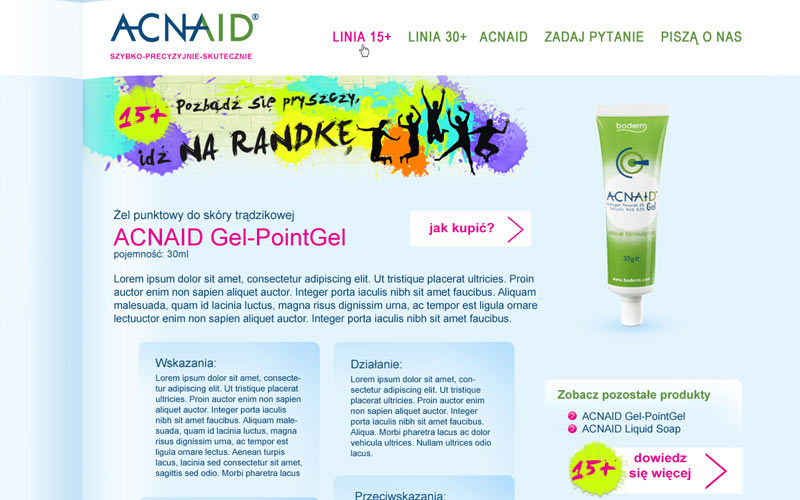 ACNAID®
SZYBKO-PRECYZYJNIE-SKUTECZNIE
LINIA 15+ LINIA 30+ ACNAID ZADAJ PYTANIE PISZĄ O NAS
15+
Pozbądź się pryszczy,
idź NA RANDKĘ
boderm
ACNAID
Gel
30g e
www.boderm.com
Żel punktowy do skóry trądzikowej
ACNAID Gel-PointGel
pojemność: 30ml
jak kupić?
Lorem ipsum dolor sit amet, consectetur adipiscing elit. Ut tristique placerat ultricies. Proin
auctor enim non sapien aliquet auctor. Integer porta iaculis nibh sit amet faucibus. Aliquam
malesuada, quam id lacinia luctus, magna risus dignissim urna, ac tempor est ligula ornare
lectuuctor enim non sapien aliquet auctor. Integer porta iaculis nibh sit amet faucibus.
Wskazania:
Lorem ipsum dolor sit amet, consecte-
tur adipiscing elit. Ut tristique placerat
ultricies. Proin auctor enim non sapien
aliquet auctor. Integer porta iaculis
nibh sit amet faucibus. Aliquam male-
suada, quam id lacinia luctus, magna
risus dignissim urna, ac tempor est
ligula ornare lectus. Aenean turpis
lacus, lacinia sed consectetur sit amet,
sagittis sed odio. Morbi pharetra lacus
Działanie:
Lorem ipsum dolor sit amet, con-
sectetur adipiscing elit. Ut tristique
placerat ultricies. Proin auctor enim
non sapien aliquet auctor. Integer
porta iaculis nibh sit amet faucibus.
Aliqua. Morbi pharetra lacus ac dolor
vehicula ultrices. Nullam ultrices odio
lacus.
Przeciwskazania:
Zobacz pozostałe produkty
ACNAID Gel-PointGel
ACNAID Liquid Soap
15+
dowiedz
się więcej